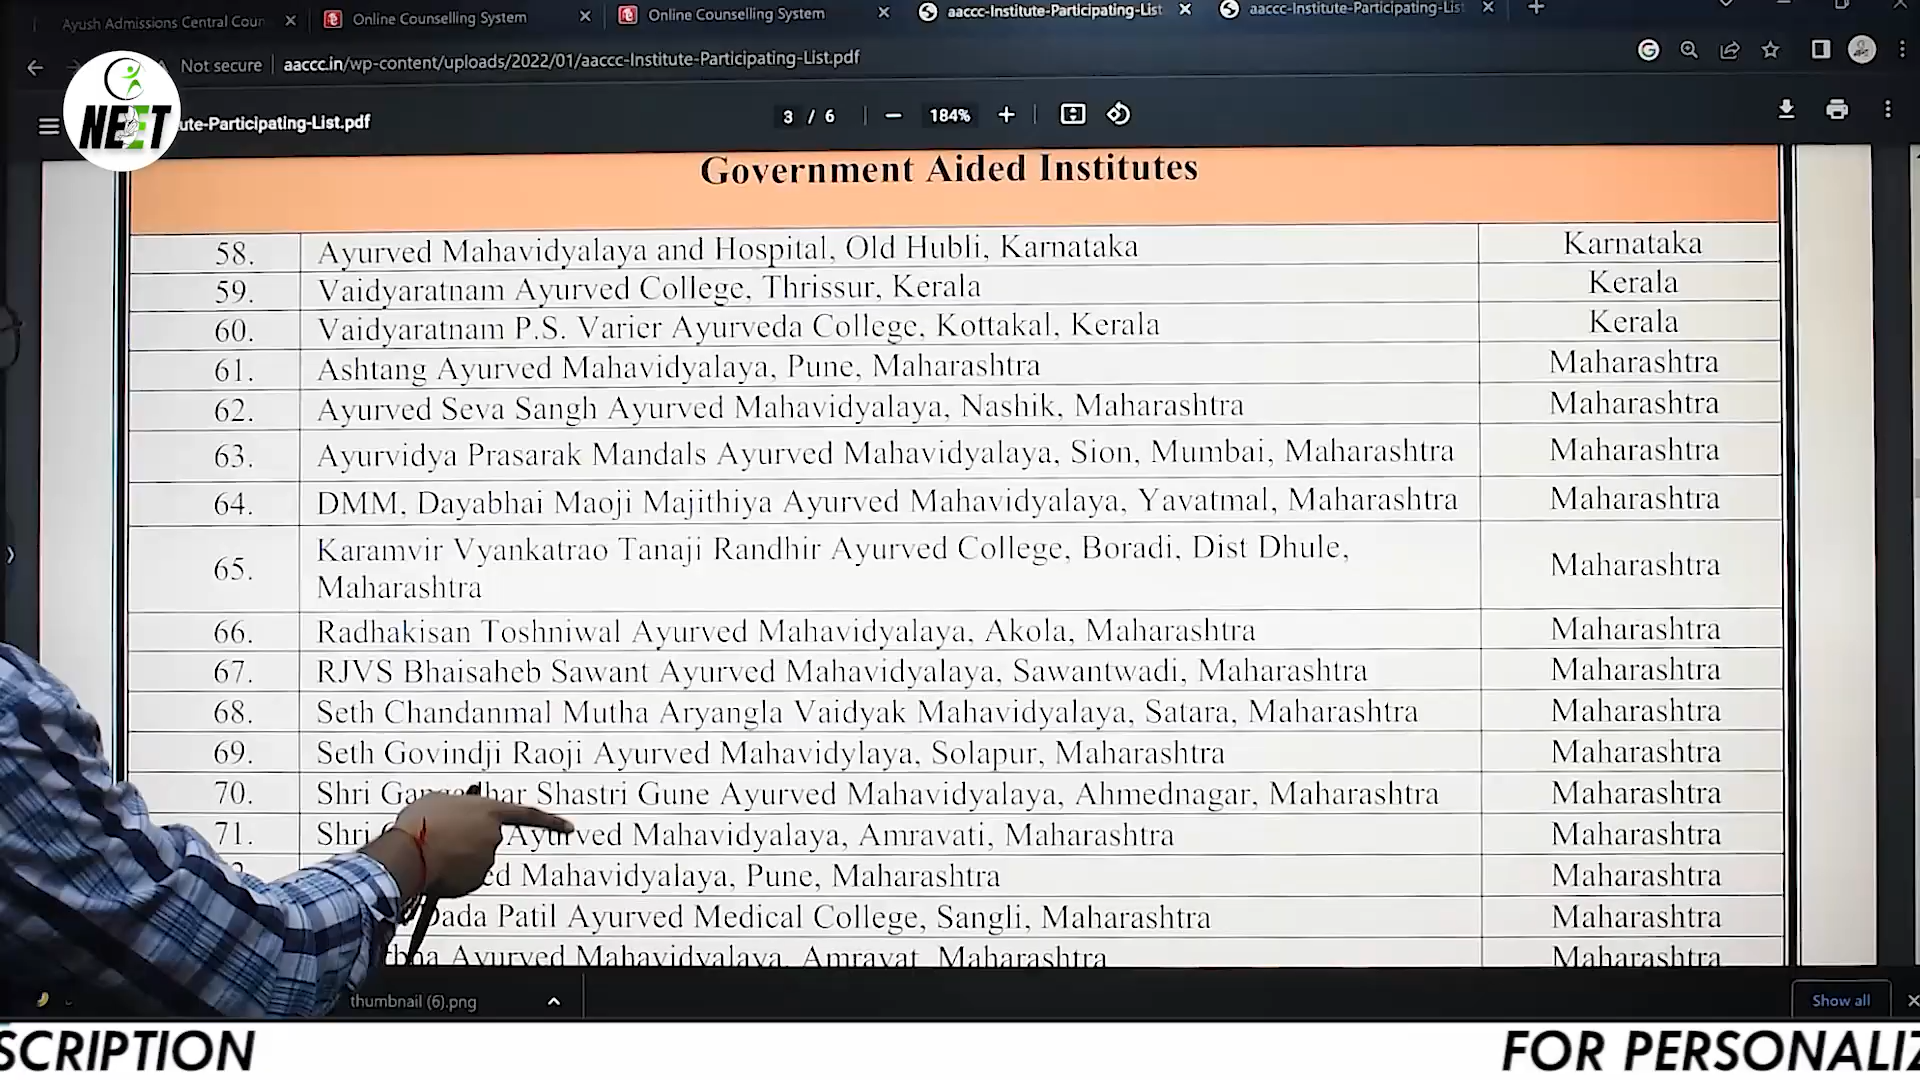 Ayush Admissions Central Coun
Online Counselling System
Online Counselling System
aaccc-Institute-Participating-List
aaccc-Institute-Participating-List
Not secure
aaccc.in/wp-content/uploads/2022/01/aaccc-Institute-Participating-List.pdf
NEET
ute-Participating-List.pdf
3 / 6
184%
Government Aided Institutes
58. Ayurved Mahavidyalaya and Hospital, Old Hubli, Karnataka Karnataka
59. Vaidyaratnam Ayurved College, Thrissur, Kerala Kerala
60. Vaidyaratnam P.S. Varier Ayurveda College, Kottakal, Kerala Kerala
61. Ashtang Ayurved Mahavidyalaya, Pune, Maharashtra Maharashtra
62. Ayurved Seva Sangh Ayurved Mahavidyalaya, Nashik, Maharashtra Maharashtra
63. Ayurvidya Prasarak Mandals Ayurved Mahavidyalaya, Sion, Mumbai, Maharashtra Maharashtra
64. DMM, Dayabhai Maoji Majithiya Ayurved Mahavidyalaya, Yavatmal, Maharashtra Maharashtra
65. Karamvir Vyankatrao Tanaji Randhir Ayurved College, Boradi, Dist Dhule,
Maharashtra Maharashtra
66. Radhakisan Toshniwal Ayurved Mahavidyalaya, Akola, Maharashtra Maharashtra
67. RJVS Bhaisaheb Sawant Ayurved Mahavidyalaya, Sawantwadi, Maharashtra Maharashtra
68. Seth Chandanmal Mutha Aryangla Vaidyak Mahavidyalaya, Satara, Maharashtra Maharashtra
69. Seth Govindji Raoji Ayurved Mahavidylaya, Solapur, Maharashtra Maharashtra
70. Shri Shastri Gune Ayurved Mahavidyalaya, Ahmednagar, Maharashtra Maharashtra
71. Shri Ayurved Mahavidyalaya, Amravati, Maharashtra Maharashtra
ed Mahavidyalaya, Pune, Maharashtra Maharashtra
Dada Patil Ayurved Medical College, Sangli, Maharashtra Maharashtra
Ayurved Mahavidyalaya, Amravat Maharashtra Maharashtra
thumbnail (6).png
Show all
SCRIPTION
FOR PERSONALIZ